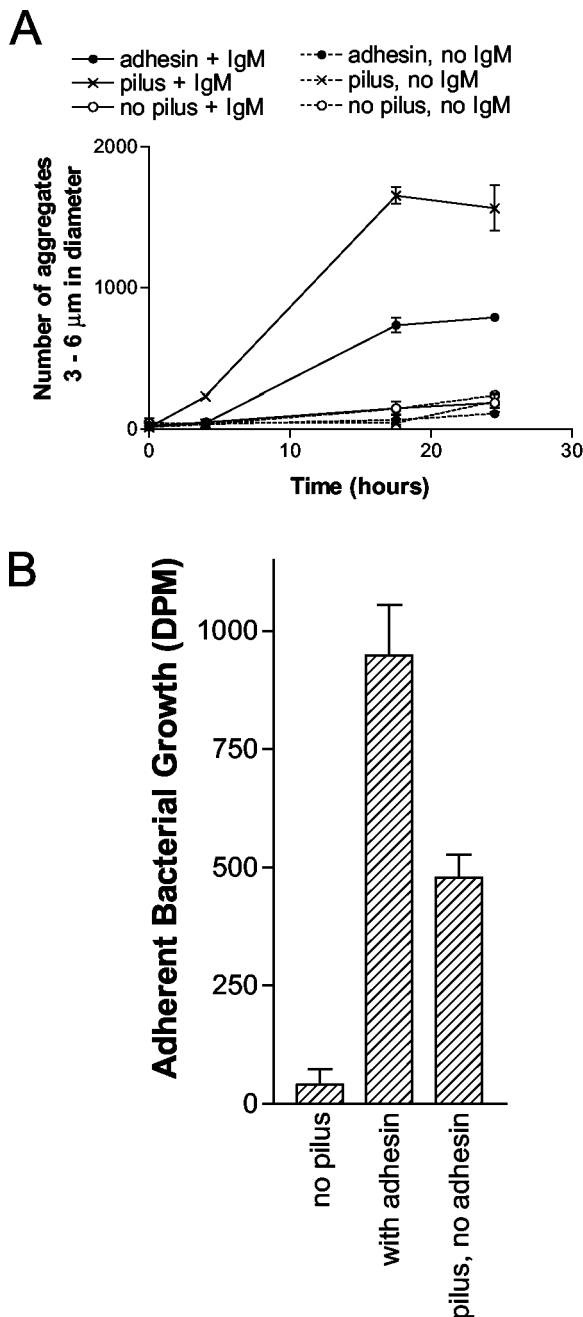 A
adhesin + IgM adhesin, no IgM
pilus + IgM pilus, no IgM
no pilus + IgM no pilus, no IgM
Number of aggregates
3 - 6 μm in diameter
2000
1000
0
0 10 20 30
Time (hours)
B
Adherent Bacterial Growth (DPM)
1000
750
500
250
0
no pilus
with adhesin
pilus, no adhesin